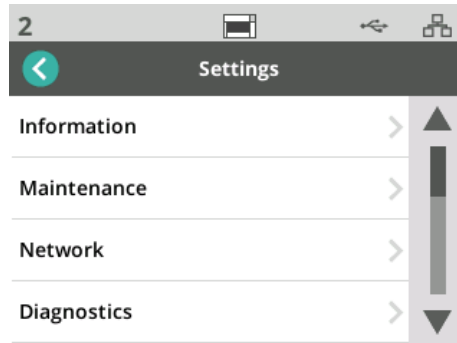 2
Settings
Information
Maintenance
Network
Diagnostics